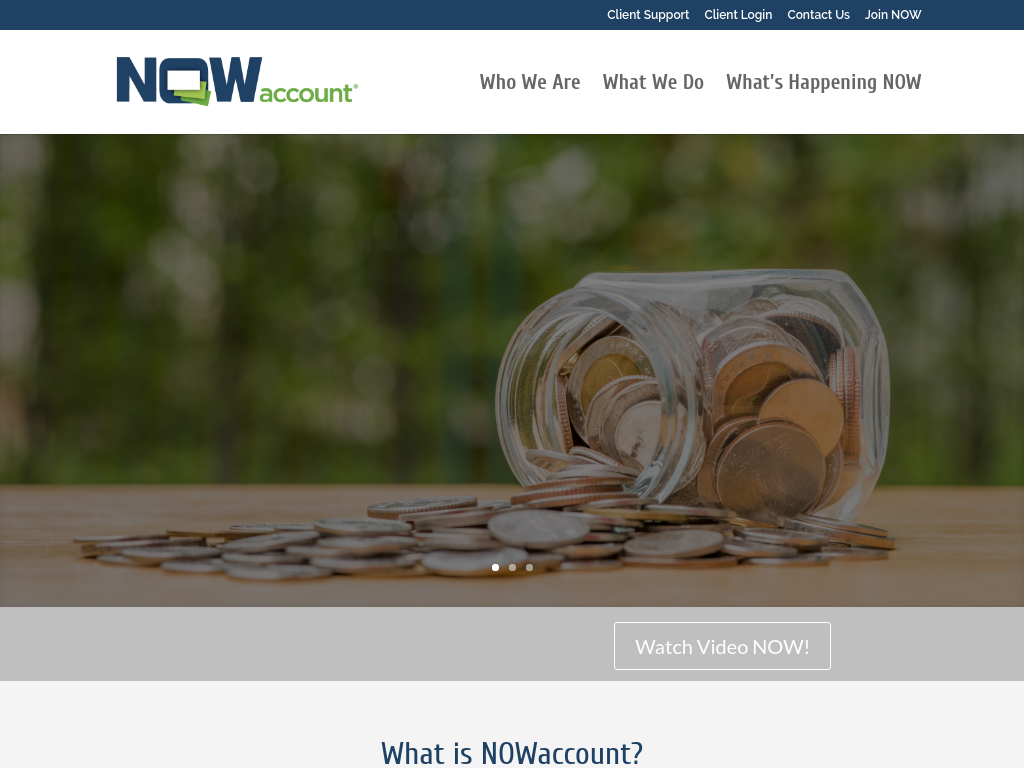 Client Support Client Login Contact Us Join NOW
NOWaccount®
Who We Are What We Do What's Happening NOW
Watch Video NOW!
What is NOWaccount?